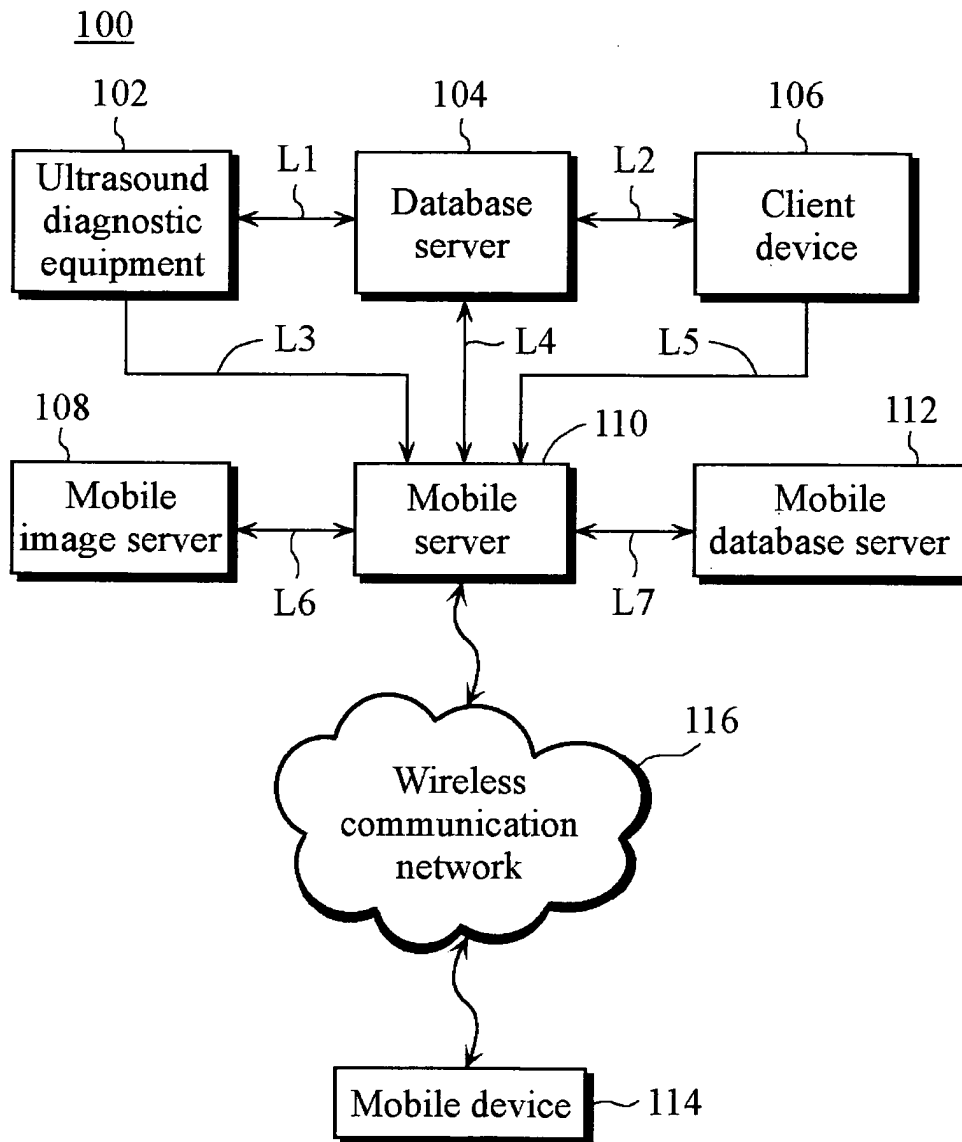 100
102
104
106
Ultrasound
diagnostic
equipment
L1
Database
server
L2
Client
device
L3
L4
L5
108
110
112
Mobile
image server
L6
Mobile
server
L7
Mobile
database server
116
Wireless
communication
network
Mobile device
114